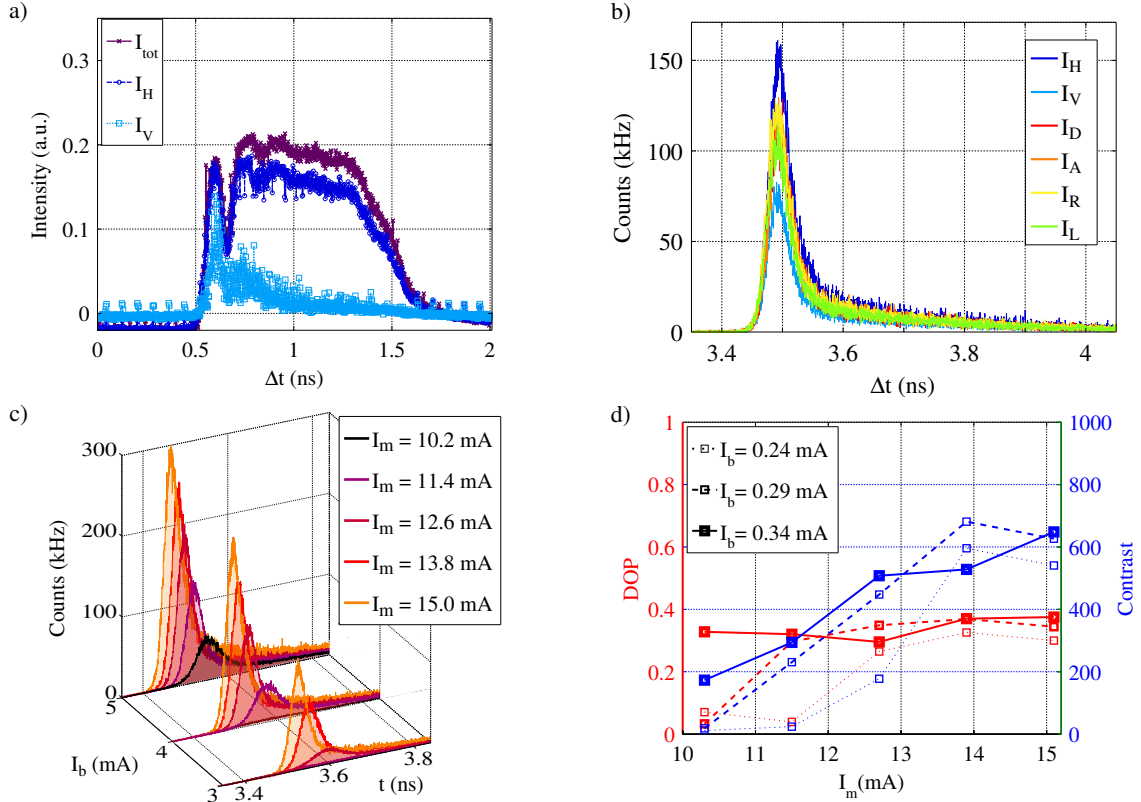 a)
I_tot
I_H
I_V
0.3
0.2
0.1
0
Intensity (a.u.)
0 0.5 1 1.5 2
Δt (ns)
b)
I_H
I_V
I_D
I_A
I_R
I_L
150
100
50
0
Counts (kHz)
3.4 3.6 3.8 4
Δt (ns)
c)
I_m = 10.2 mA
I_m = 11.4 mA
I_m = 12.6 mA
I_m = 13.8 mA
I_m = 15.0 mA
300
200
100
0
Counts (kHz)
5
4
3
I_b (mA)
3.4 3.6 3.8
t (ns)
d)
I_b= 0.24 mA
I_b= 0.29 mA
I_b= 0.34 mA
1
0.8
0.6
0.4
0.2
0
DOP
1000
800
600
400
200
0
Contrast
10 11 12 13 14 15
I_m(mA)